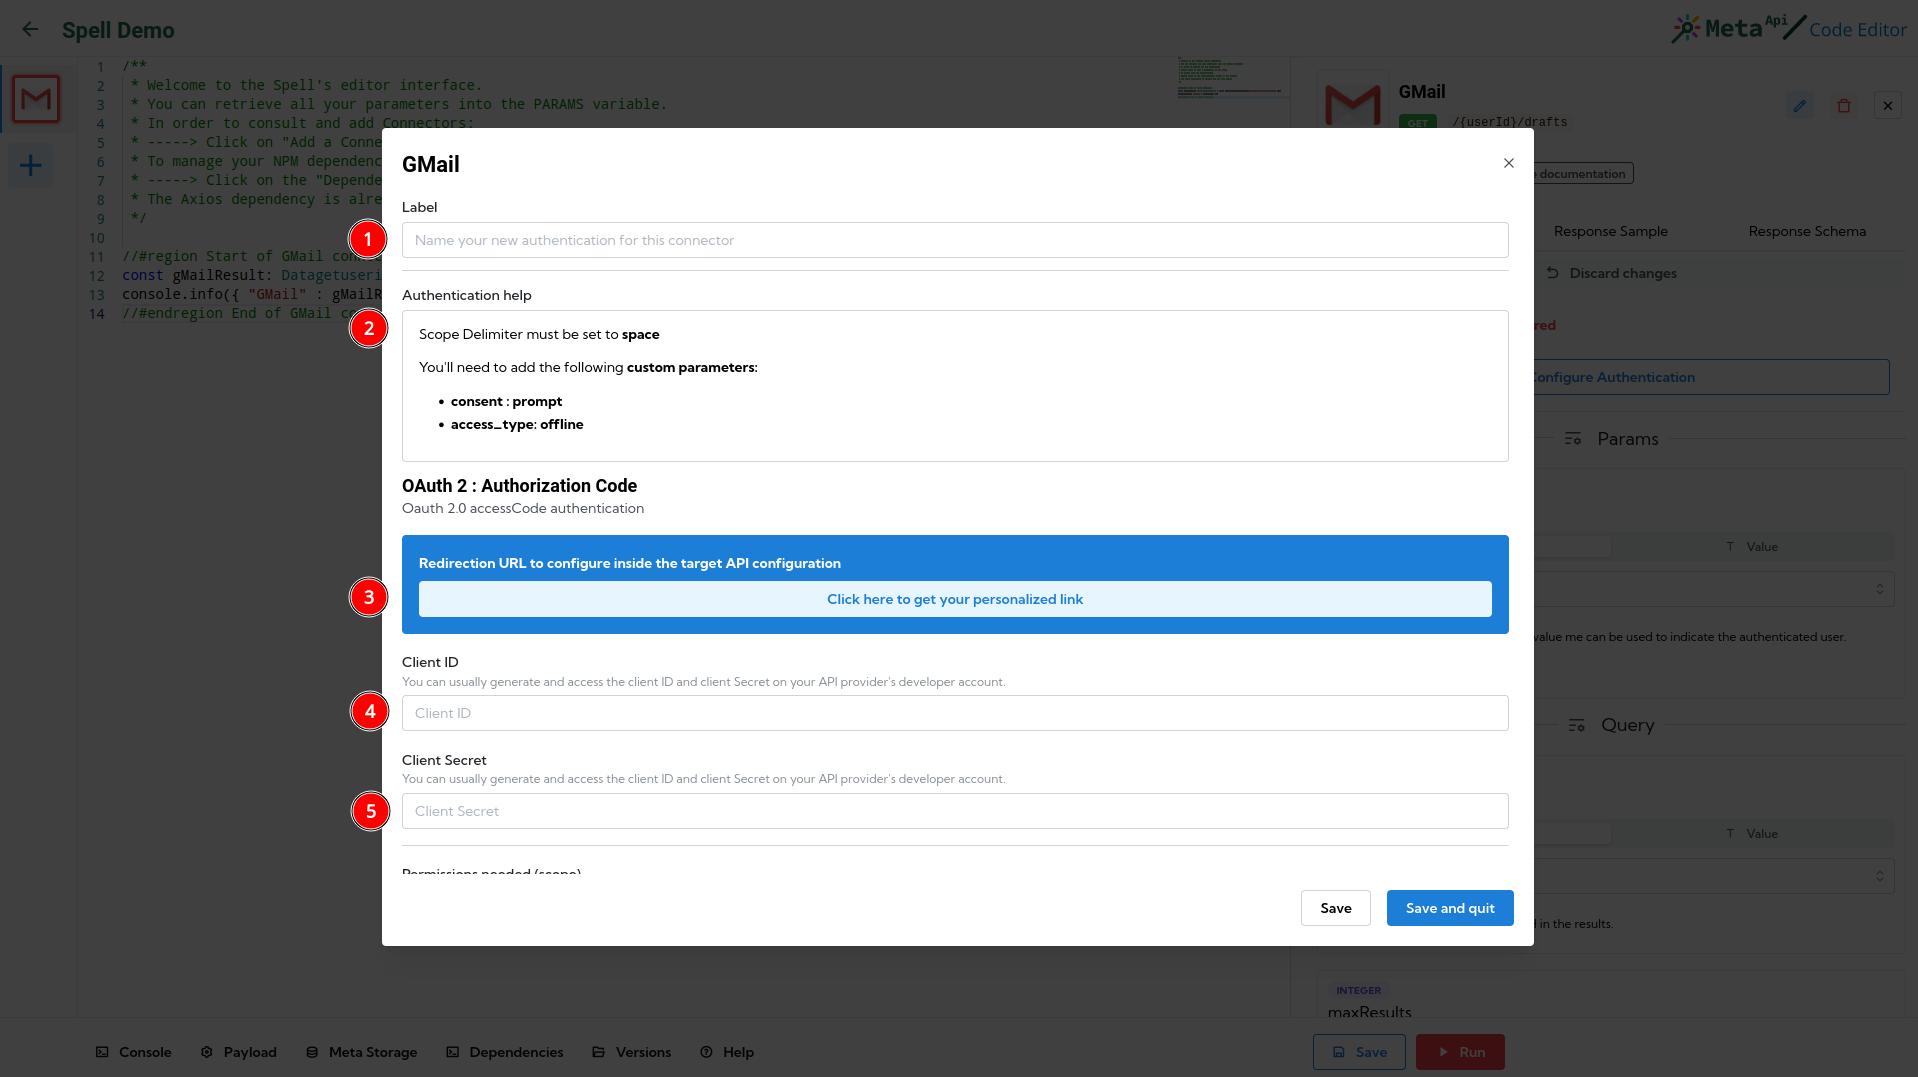 Spell Demo
Meta Api Code Editor
1 /**
2 * Welcome to the Spell's editor interface.
3 * You can retrieve all your parameters into the PARAMS variable.
4 * In order to consult and add Connectors:
5 * -----> Click on "Add a Conne
6 * To manage your NPM dependenc
7 * -----> Click on the "Depende
8 * The Axios dependency is alre
9 */
10
11 //#region Start of GMail conn
12 const gMailResult: Datagetuseri
13 console.info({ "GMail" : gMailR
14 //#endregion End of GMail co
GMail
GET /{userId}/drafts
documentation
Response Sample
Response Schema
Discard changes
red
Configure Authentication
Params
T Value
value me can be used to indicate the authenticated user.
Query
T Value
in the results.
INTEGER
maxResults
GMail
Label
1
Name your new authentication for this connector
Authentication help
2
Scope Delimiter must be set to space
You'll need to add the following custom parameters:
• consent : prompt
• access_type: offline
OAuth 2 : Authorization Code
Oauth 2.0 accessCode authentication
Redirection URL to configure inside the target API configuration
3
Click here to get your personalized link
Client ID
You can usually generate and access the client ID and client Secret on your API provider's developer account.
4
Client ID
Client Secret
You can usually generate and access the client ID and client Secret on your API provider's developer account.
5
Client Secret
Permissions needed (scope)
Save
Save and quit
Console
Payload
Meta Storage
Dependencies
Versions
Help
Save
Run